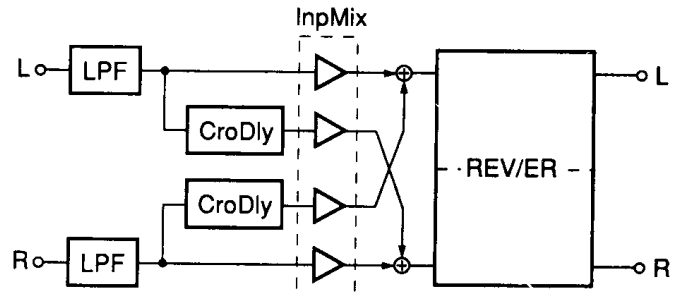 InpMix
L LPF L
CroDly
REV/ER
CroDly
R LPF R